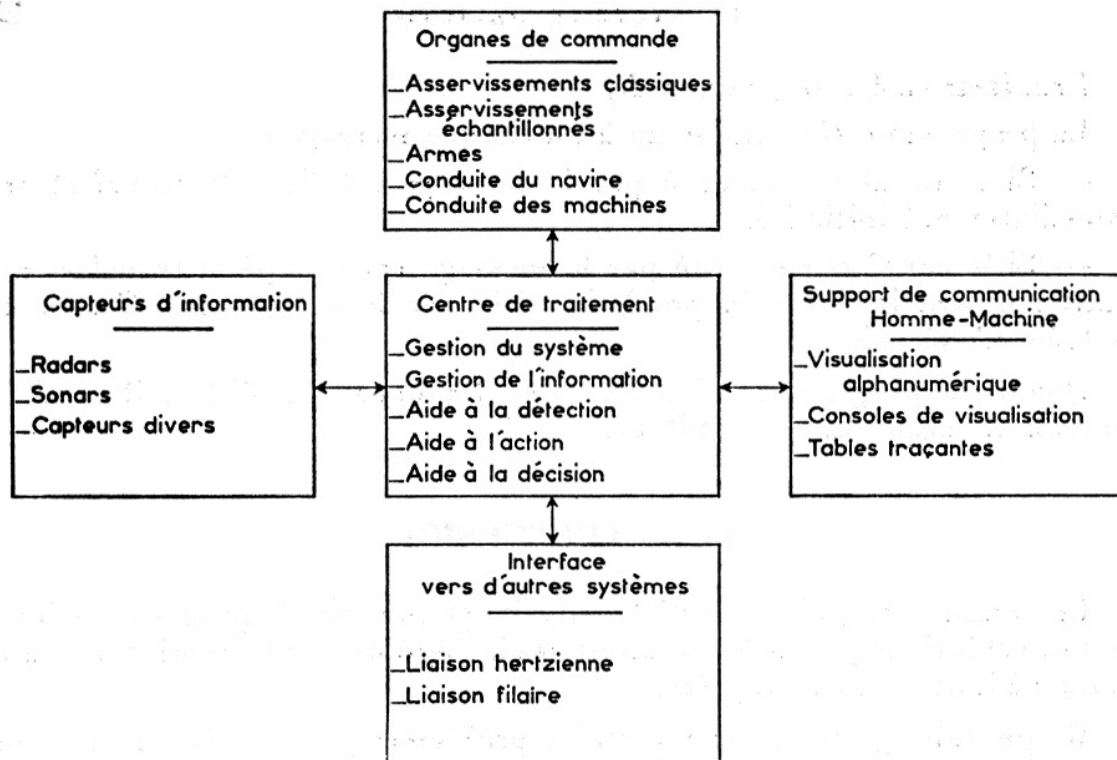 Organes de commande
_Asservissements classiques
_Asservissements
échantillonnés
_Armes
_Conduite du navire
_Conduite des machines
Capteurs d'information
_Radars
_Sonars
_Capteurs divers
Centre de traitement
_Gestion du système
_Gestion de l'information
_Aide à la détection
_Aide à l'action
_Aide à la décision
Support de communication
Homme-Machine
_Visualisation
alphanumérique
_Consoles de visualisation
_Tables traçantes
Interface
vers d'autres systèmes
_Liaison hertzienne
_Liaison filaire